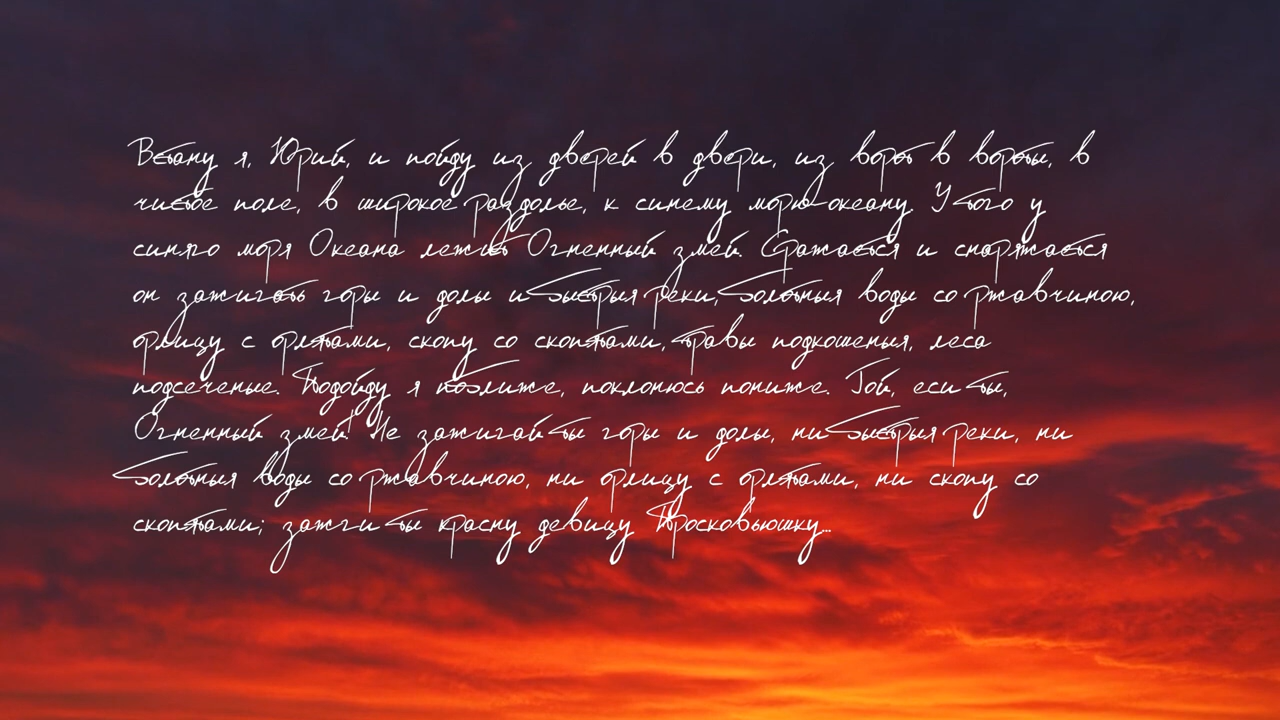 Встану я, Юрий, и пойду из дверей в двери, из ворот в вороты, в
чистое поле, в широкое раздолье, к синему морю-океану. У того у
синяго моря Океана лежит Огненный змей. Сражается и снаряжается
он зажигать горы и долы и быстрыя реки, болотныя воды со ржавчиною,
орлицу с орлятами, скопу со скопятами, травы подкошеныя, леса
подсеченые. Подойду я поближе, поклонюсь пониже. Гой, еси ты,
Огненный змей! Не зажигай ты горы и долы, ни быстрыя реки, ни
болотныя воды со ржавчиною, ни орлицу с орлятами, ни скопу со
скопятами; зажги ты красну девицу Просковьюшку...